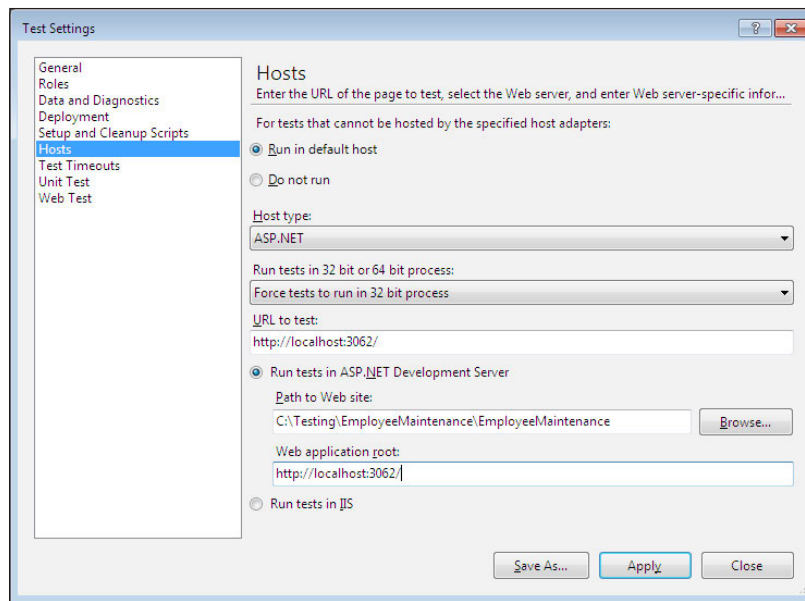 Test Settings
General
Roles
Data and Diagnostics
Deployment
Setup and Cleanup Scripts
Hosts
Test Timeouts
Unit Test
Web Test
Hosts
Enter the URL of the page to test, select the Web server, and enter Web server-specific infor...
For tests that cannot be hosted by the specified host adapters:
Run in default host
Do not run
Host type:
ASP.NET
Run tests in 32 bit or 64 bit process:
Force tests to run in 32 bit process
URL to test:
http://localhost:3062/
Run tests in ASP.NET Development Server
Path to Web site:
C:\Testing\EmployeeMaintenance\EmployeeMaintenance
Browse...
Web application root:
http://localhost:3062/
Run tests in IIS
Save As...
Apply
Close